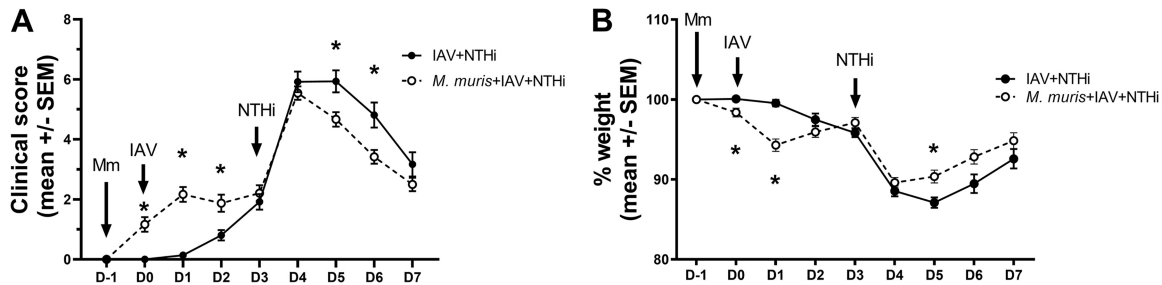 A
Clinical score
(mean +/- SEM)
8
6
4
2
0
Mm
IAV
NTHi
*
*
*
*
*
IAV+NTHi
M. muris+IAV+NTHi
D-1 D0 D1 D2 D3 D4 D5 D6 D7
B
% weight
(mean +/- SEM)
110
100
90
80
Mm
IAV
NTHi
*
*
*
IAV+NTHi
M. muris+IAV+NTHi
D-1 D0 D1 D2 D3 D4 D5 D6 D7